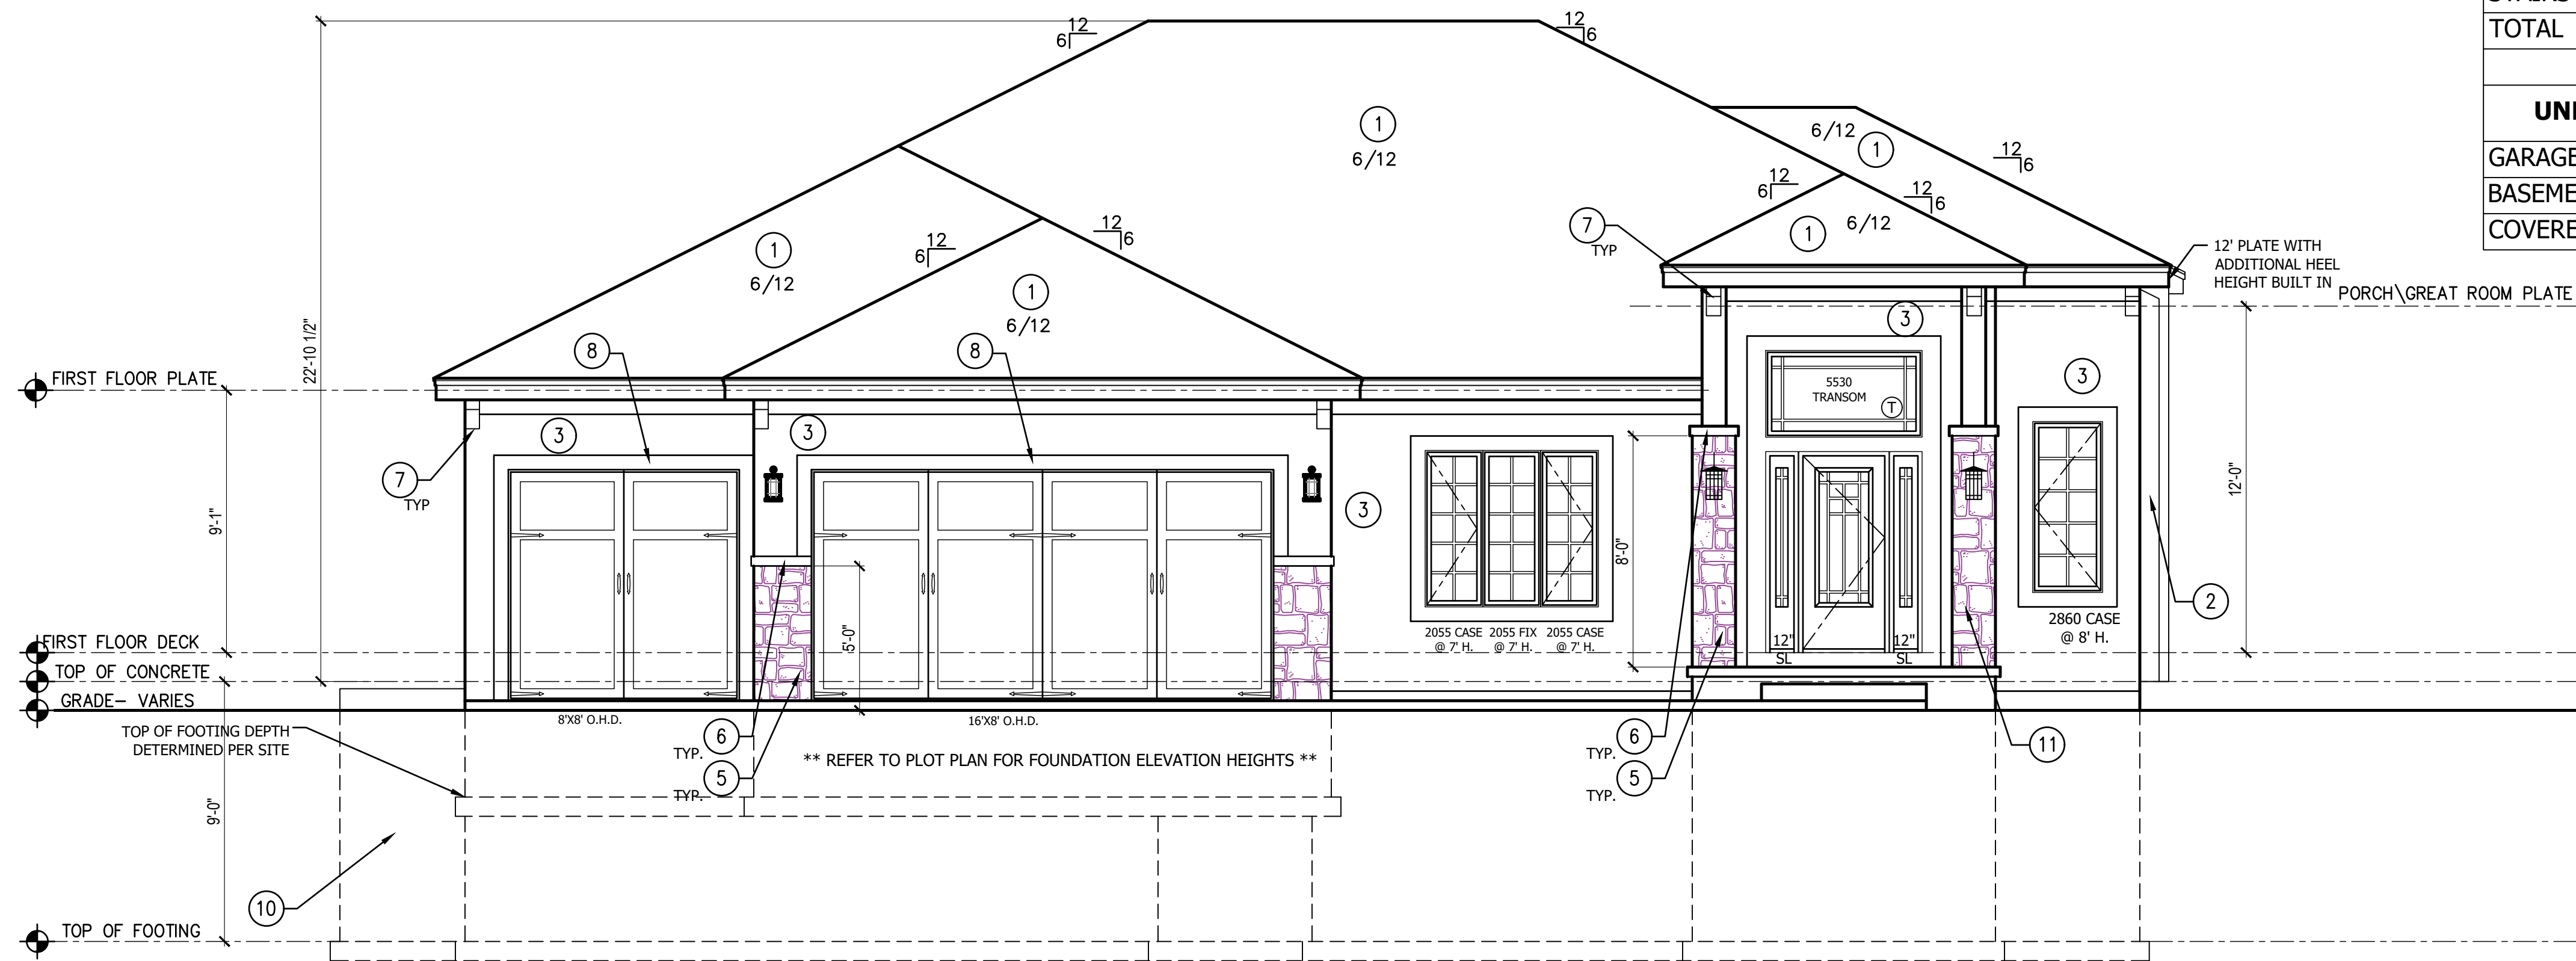 12
6
12
6
TOTAL
1
6/12
6/12
1
12
6
GARAGE
12
6
12
6
1
6/12
7
TYP
12
6
12
6
1
6/12
1
6/12
12' PLATE WITH
ADDITIONAL HEEL
HEIGHT BUILT IN
PORCH\GREAT ROOM PLATE
22'-10 1/2"
8
8
3
FIRST FLOOR PLATE
5530
TRANSOM
T
3
3
3
7
TYP
3
9'-1"
8'-0"
12'-0"
2
5'-0"
2055 CASE
@ 7' H.
2055 FIX
@ 7' H.
2055 CASE
@ 7' H.
12"
SL
12"
SL
2860 CASE
@ 8' H.
FIRST FLOOR DECK
TOP OF CONCRETE
GRADE- VARIES
TOP OF FOOTING DEPTH
DETERMINED PER SITE
8'X8' O.H.D.
16'X8' O.H.D.
6
TYP.
5
TYP.
** REFER TO PLOT PLAN FOR FOUNDATION ELEVATION HEIGHTS **
6
TYP.
5
TYP.
11
9'-0"
10
TOP OF FOOTING